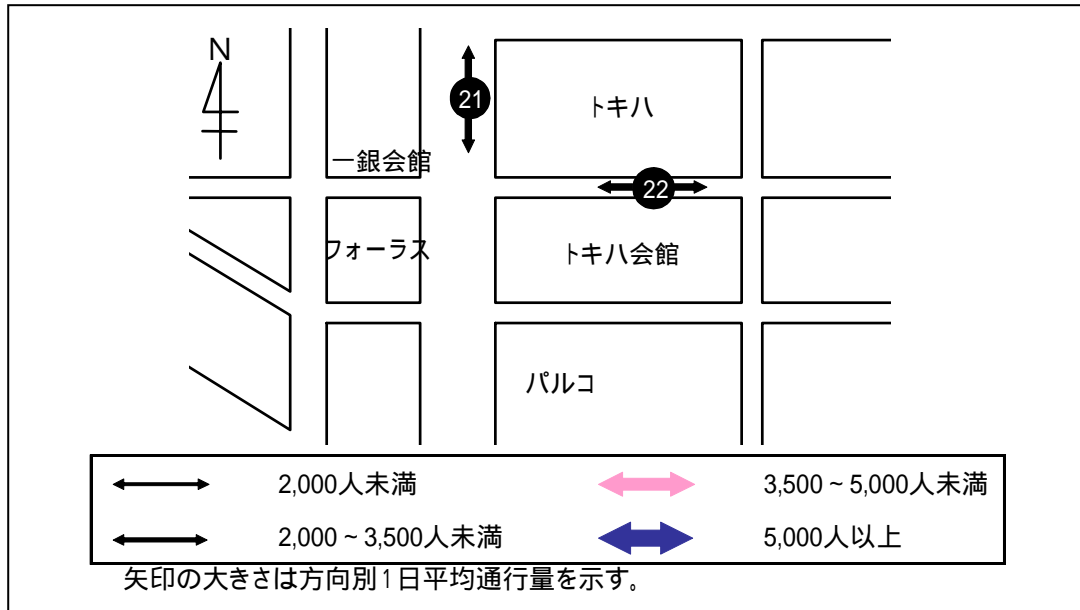 N
21
トキハ
一銀会館
22
フォーラス
トキハ会館
パルコ
2,000人未満
3,500～5,000人未満
2,000～3,500人未満
5,000人以上
矢印の大きさは方向別1日平均通行量を示す。